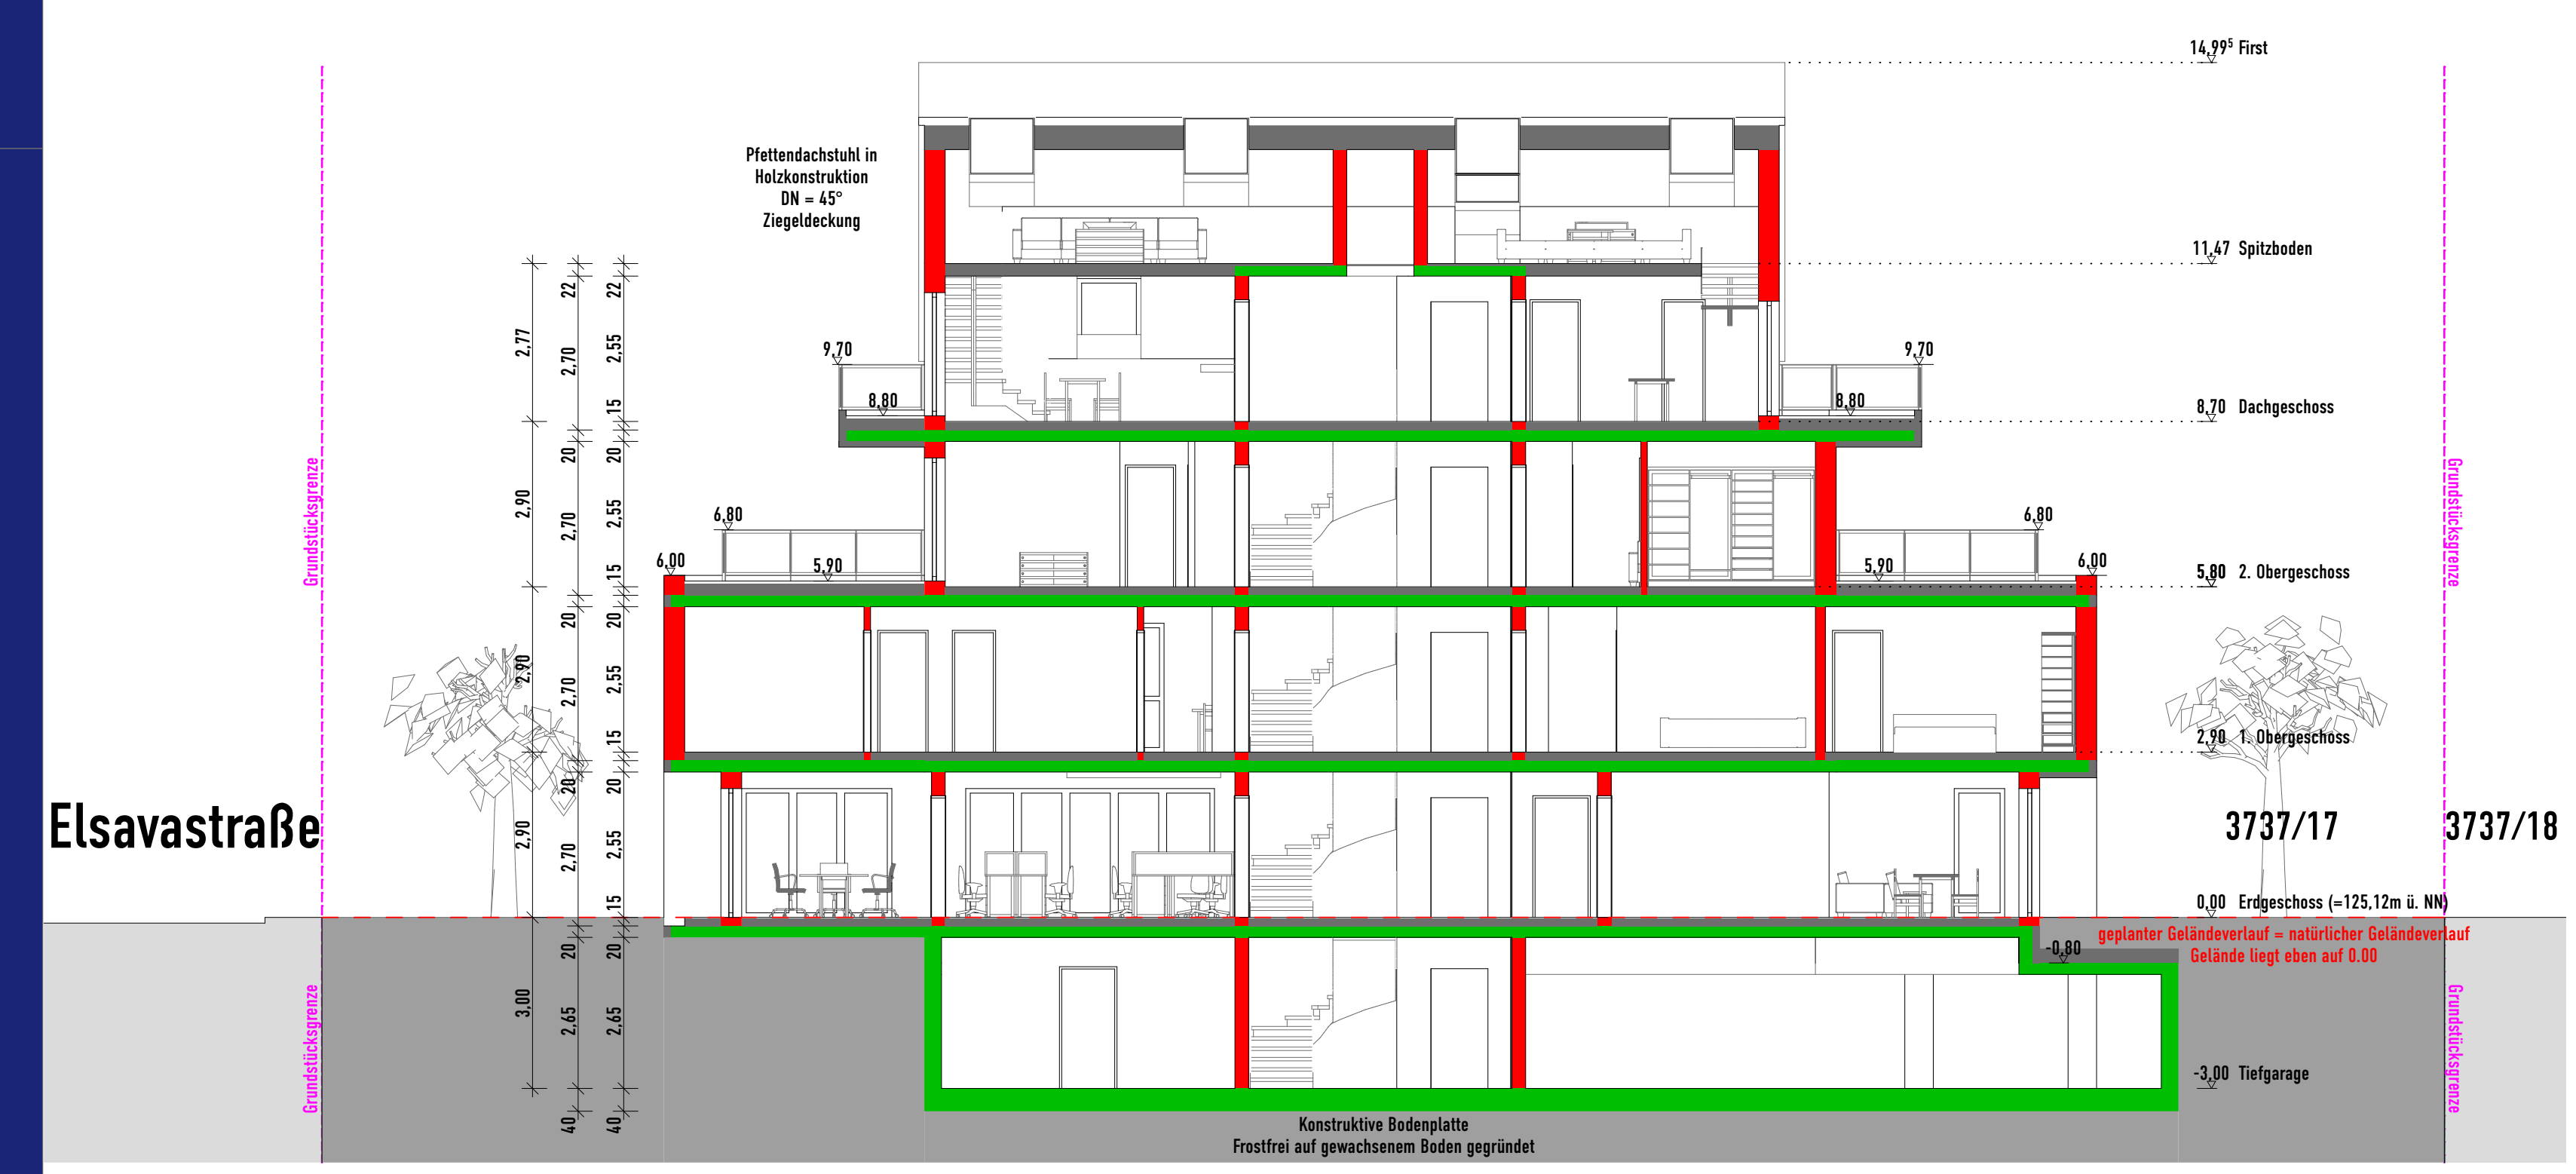 14,99⁵ First
Pfettendachstuhl in
Holzkonstruktion
DN = 45°
Ziegeldeckung
11,47 Spitzboden
22
22
2,77
2,70
2,55
15
9,70
8,80
9,70
8,80
8,70 Dachgeschoss
20
20
2,90
2,70
2,55
15
Grundstücksgrenze
Grundstücksgrenze
6,80
6,00
5,90
6,80
6,00
5,90
5,80 2. Obergeschoss
20
20
2,90
2,70
2,55
15
2,90 1. Obergeschoss
20
20
2,90
2,70
2,55
15
Elsavastraße
3737/17
3737/18
0,00 Erdgeschoss (=125,12m ü. NN)
geplanter Geländeverlauf = natürlicher Geländeverlauf
Gelände liegt eben auf 0.00
-0,80
20
20
3,00
2,65
2,65
Grundstücksgrenze
Grundstücksgrenze
-3,00 Tiefgarage
40
40
Konstruktive Bodenplatte
Frostfrei auf gewachsenem Boden gegründet